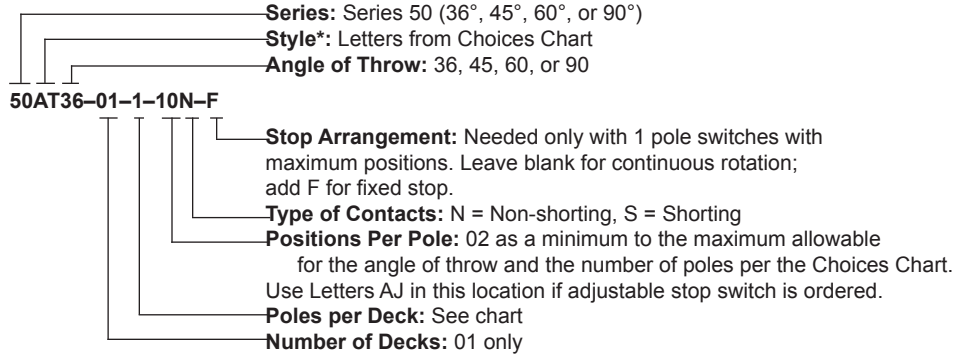 Series: Series 50 (36°, 45°, 60°, or 90°)
Style*: Letters from Choices Chart
Angle of Throw: 36, 45, 60, or 90
50AT36–01–1–10N–F
Stop Arrangement: Needed only with 1 pole switches with
maximum positions. Leave blank for continuous rotation;
add F for fixed stop.
Type of Contacts: N = Non-shorting, S = Shorting
Positions Per Pole: 02 as a minimum to the maximum allowable
for the angle of throw and the number of poles per the Choices Chart.
Use Letters AJ in this location if adjustable stop switch is ordered.
Poles per Deck: See chart
Number of Decks: 01 only